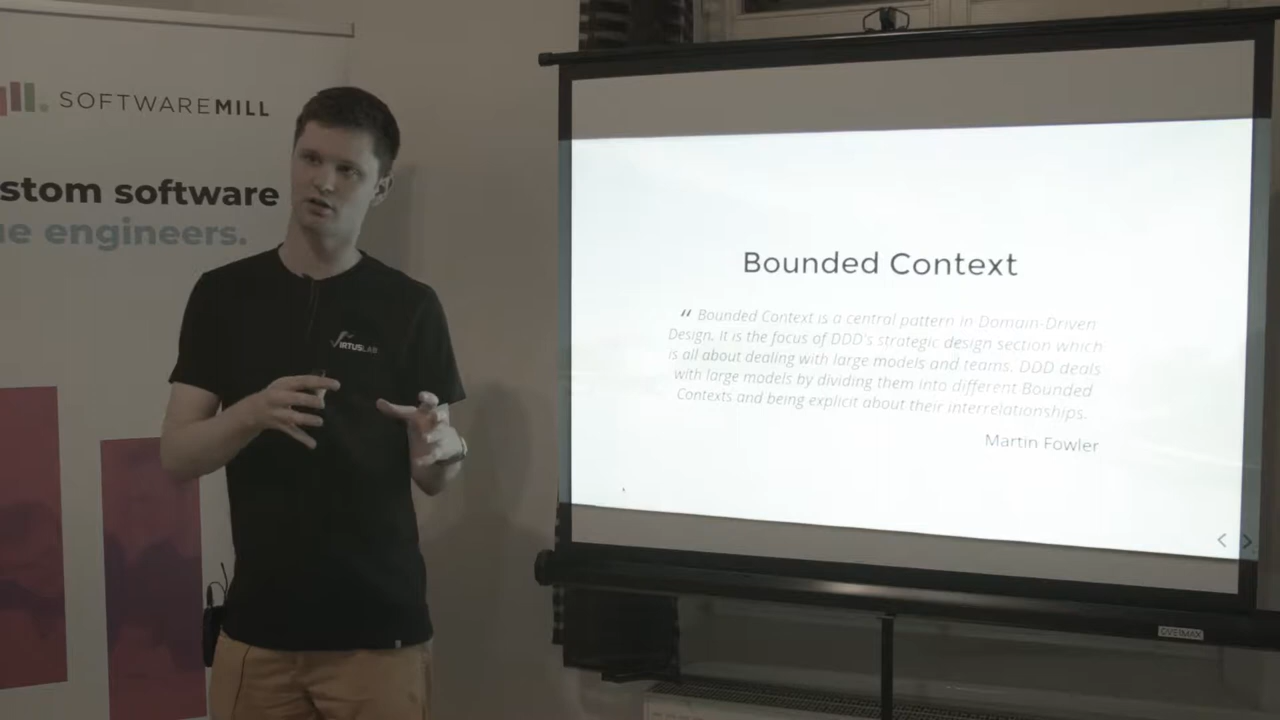 SOFTWAREMILL
stom software
e engineers.
VIRTUSLAB
Bounded Context
“ Bounded Context is a central pattern in Domain-Driven
Design. It is the focus of DDD's strategic design section which
is all about dealing with large models and teams. DDD deals
with large models by dividing them into different Bounded
Contexts and being explicit about their interrelationships.
Martin Fowler
OVERMAX